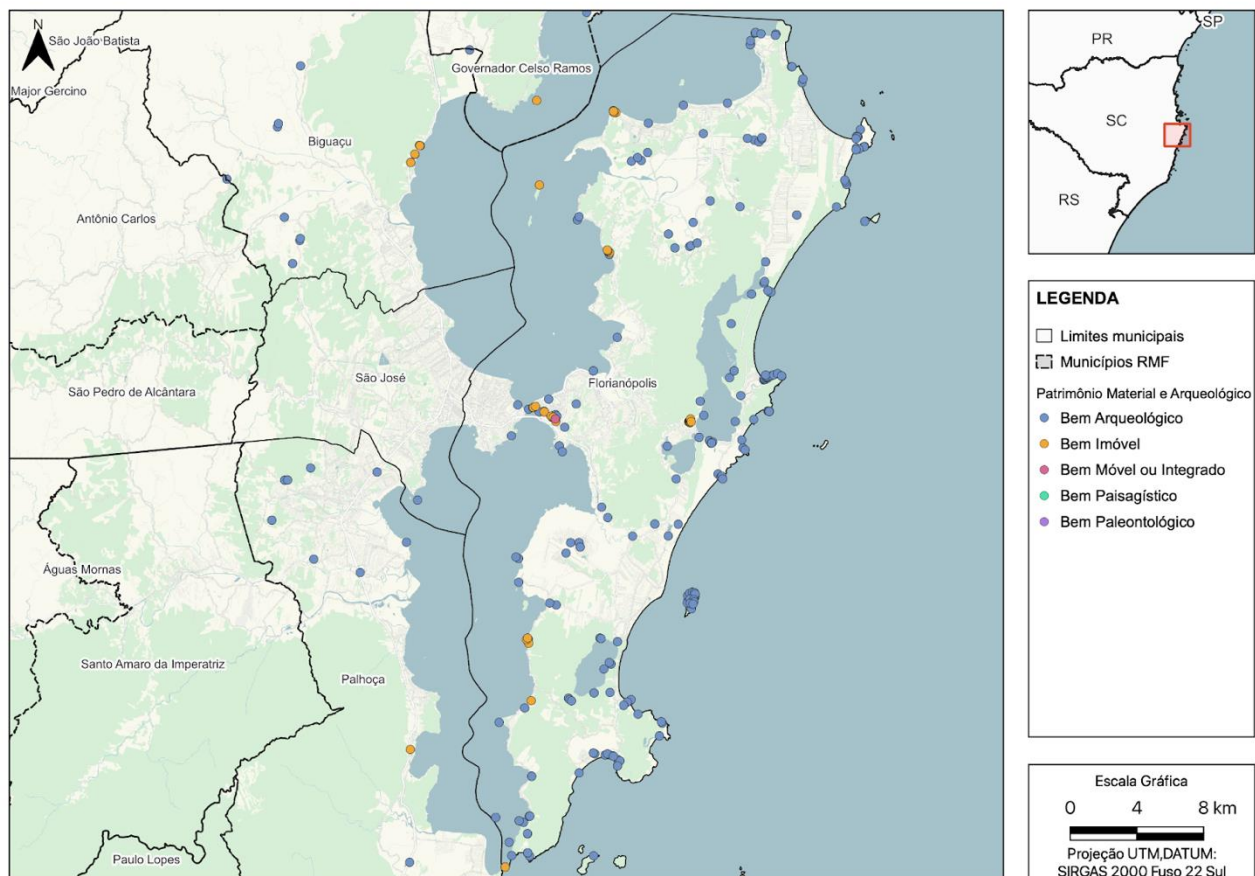 N
São João Batista
Major Gercino
Governador Celso Ramos
Biguaçu
Antônio Carlos
São José
São Pedro de Alcântara
Florianópolis
Águas Mornas
Santo Amaro da Imperatriz
Palhoça
Paulo Lopes
SP
PR
SC
RS
LEGENDA
Limites municipais
Municípios RMF
Patrimônio Material e Arqueológico
Bem Arqueológico
Bem Imóvel
Bem Móvel ou Integrado
Bem Paisagístico
Bem Paleontológico
Escala Gráfica
0 4 8 km
Projeção UTM,DATUM:
SIRGAS 2000 Fuso 22 Sul